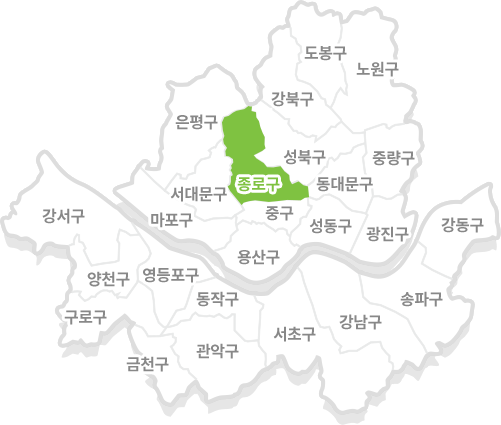 도봉구
노원구
강북구
은평구
성북구
중량구
종로구
동대문구
서대문구
마포구
중구
강서구
성동구
강동구
광진구
용산구
양천구
영등포구
동작구
송파구
구로구
강남구
서초구
관악구
금천구